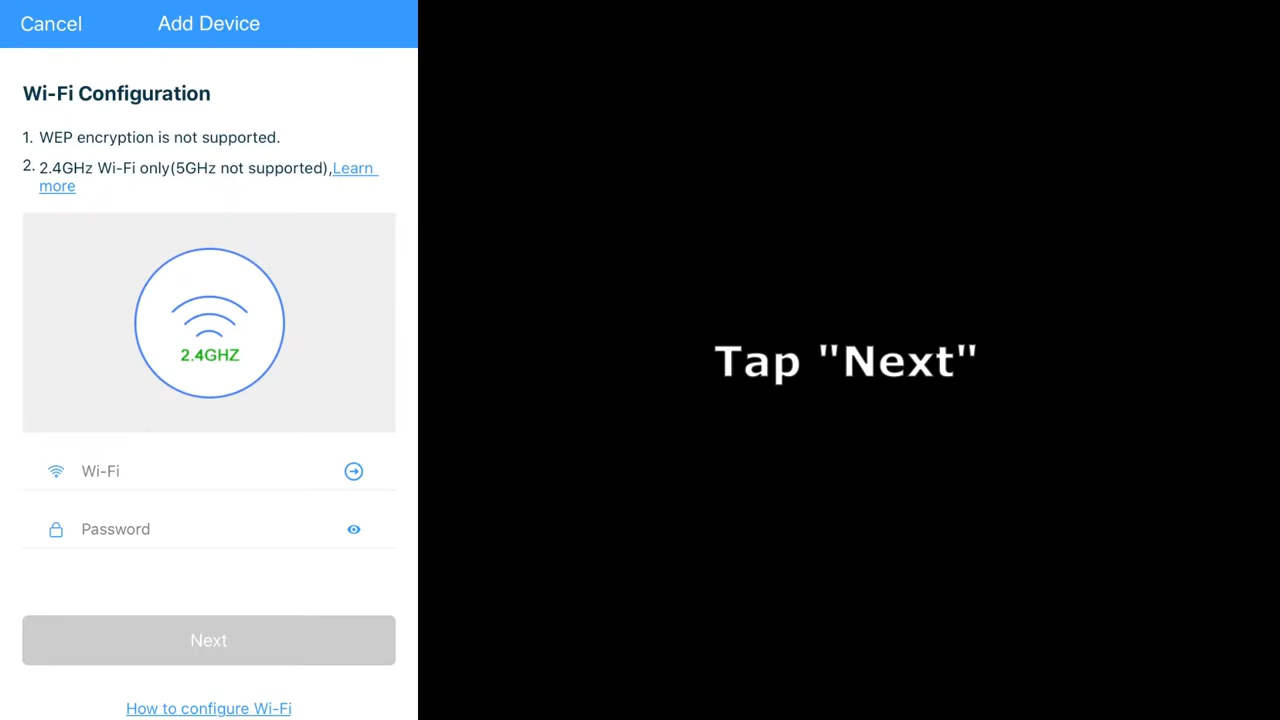 Cancel
Add Device
Wi-Fi Configuration
1. WEP encryption is not supported.
2. 2.4GHz Wi-Fi only(5GHz not supported),Learn
more
2.4GHZ
Wi-Fi
Password
Next
How to configure Wi-Fi
Tap "Next"